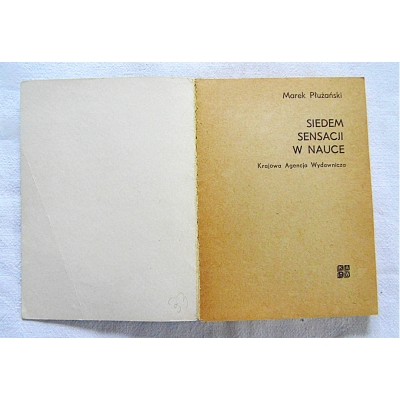 Marek Płużański
SIEDEM
SENSACJI
W NAUCE
Krajowa Agencja Wydawnicza